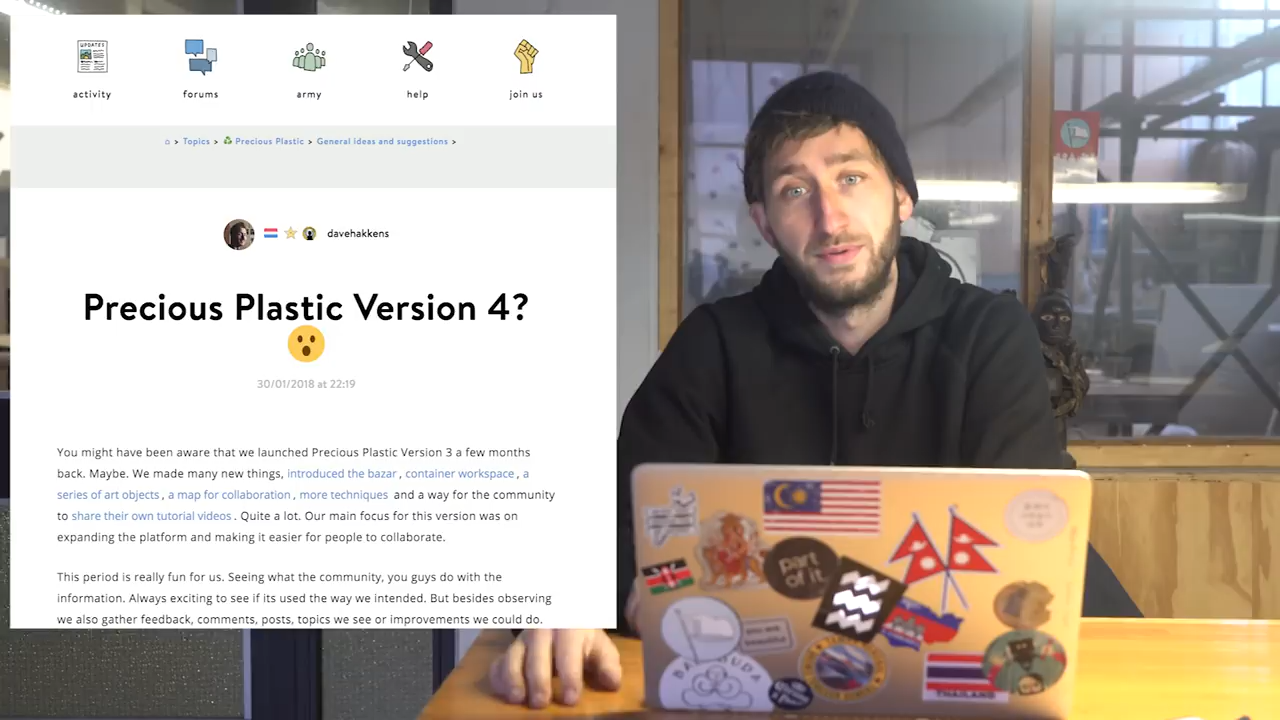 UPDATES
activity
forums
army
help
join us
> Topics > Precious Plastic > General ideas and suggestions >
davehakkens
Precious Plastic Version 4?
30/01/2018 at 22:19
You might have been aware that we launched Precious Plastic Version 3 a few months
back. Maybe. We made many new things, introduced the bazar , container workspace , a
series of art objects , a map for collaboration , more techniques and a way for the community
to share their own tutorial videos . Quite a lot. Our main focus for this version was on
expanding the platform and making it easier for people to collaborate.
This period is really fun for us. Seeing what the community, you guys do with the
information. Always exciting to see if its used the way we intended. But besides observing
we also gather feedback, comments, posts, topics we see or improvements we could do.
part
of it
you are
beautiful
THAILAND